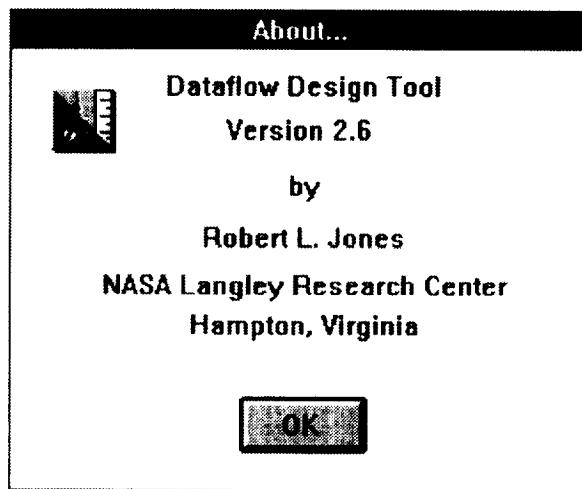 About...
Dataflow Design Tool
Version 2.6
by
Robert L. Jones
NASA Langley Research Center
Hampton, Virginia
OK